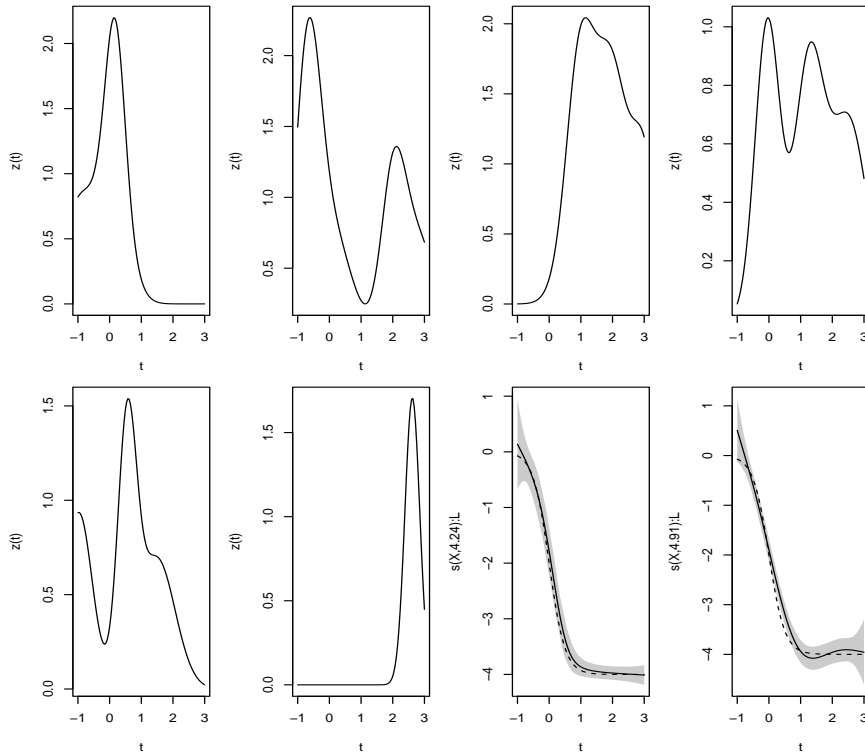 0.0 0.5 1.0 1.5 2.0
z(t)
−1 0 1 2 3
t
0.5 1.0 1.5 2.0
z(t)
−1 0 1 2 3
t
0.0 0.5 1.0 1.5 2.0
z(t)
−1 0 1 2 3
t
0.2 0.4 0.6 0.8 1.0
z(t)
−1 0 1 2 3
t
0.0 0.5 1.0 1.5
z(t)
−1 0 1 2 3
t
0.0 0.5 1.0 1.5
z(t)
−1 0 1 2 3
t
−4 −3 −2 −1 0 1
s(X,4.24):L
−1 0 1 2 3
t
−4 −3 −2 −1 0 1
s(X,4.91):L
−1 0 1 2 3
t